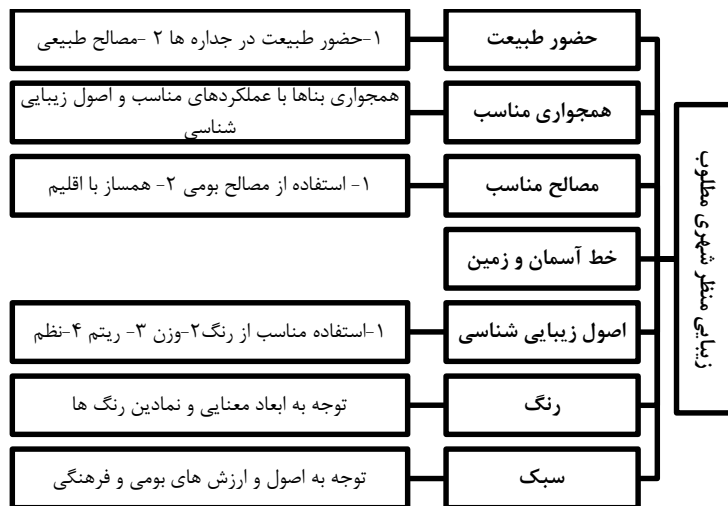 زیبایی منظر شهری مطلوب
حضور طبیعت
۱-حضور طبیعت در جداره ها ۲ -مصالح طبیعی
همجواری مناسب
همجواری بناها با عملکردهای مناسب و اصول زیبایی
شناسی
مصالح مناسب
۱- استفاده از مصالح بومی ۲- همساز با اقلیم
خط آسمان و زمین
اصول زیبایی شناسی
۱-استفاده مناسب از رنگ۲-وزن ۳- ریتم ۴-نظم
رنگ
توجه به ابعاد معنایی و نمادین رنگ ها
سبک
توجه به اصول و ارزش های بومی و فرهنگی